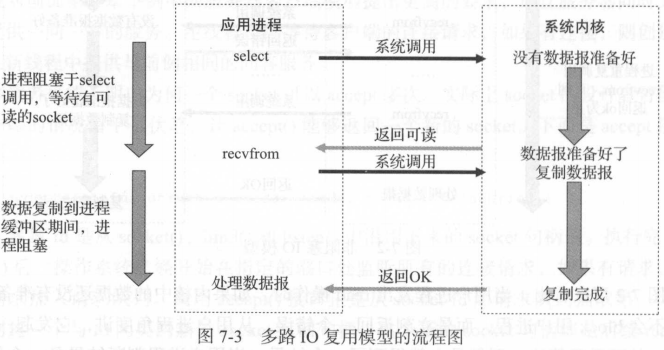 应用进程
系统内核
select
系统调用
没有数据报准备好
进程阻塞于select
调用，等待有可
读的socket
返回可读
recvfrom
系统调用
数据报准备好了
复制数据报
数据复制到进程
缓冲区期间，进
程阻塞
处理数据报
返回OK
复制完成
图 7-3 多路 IO 复用模型的流程图